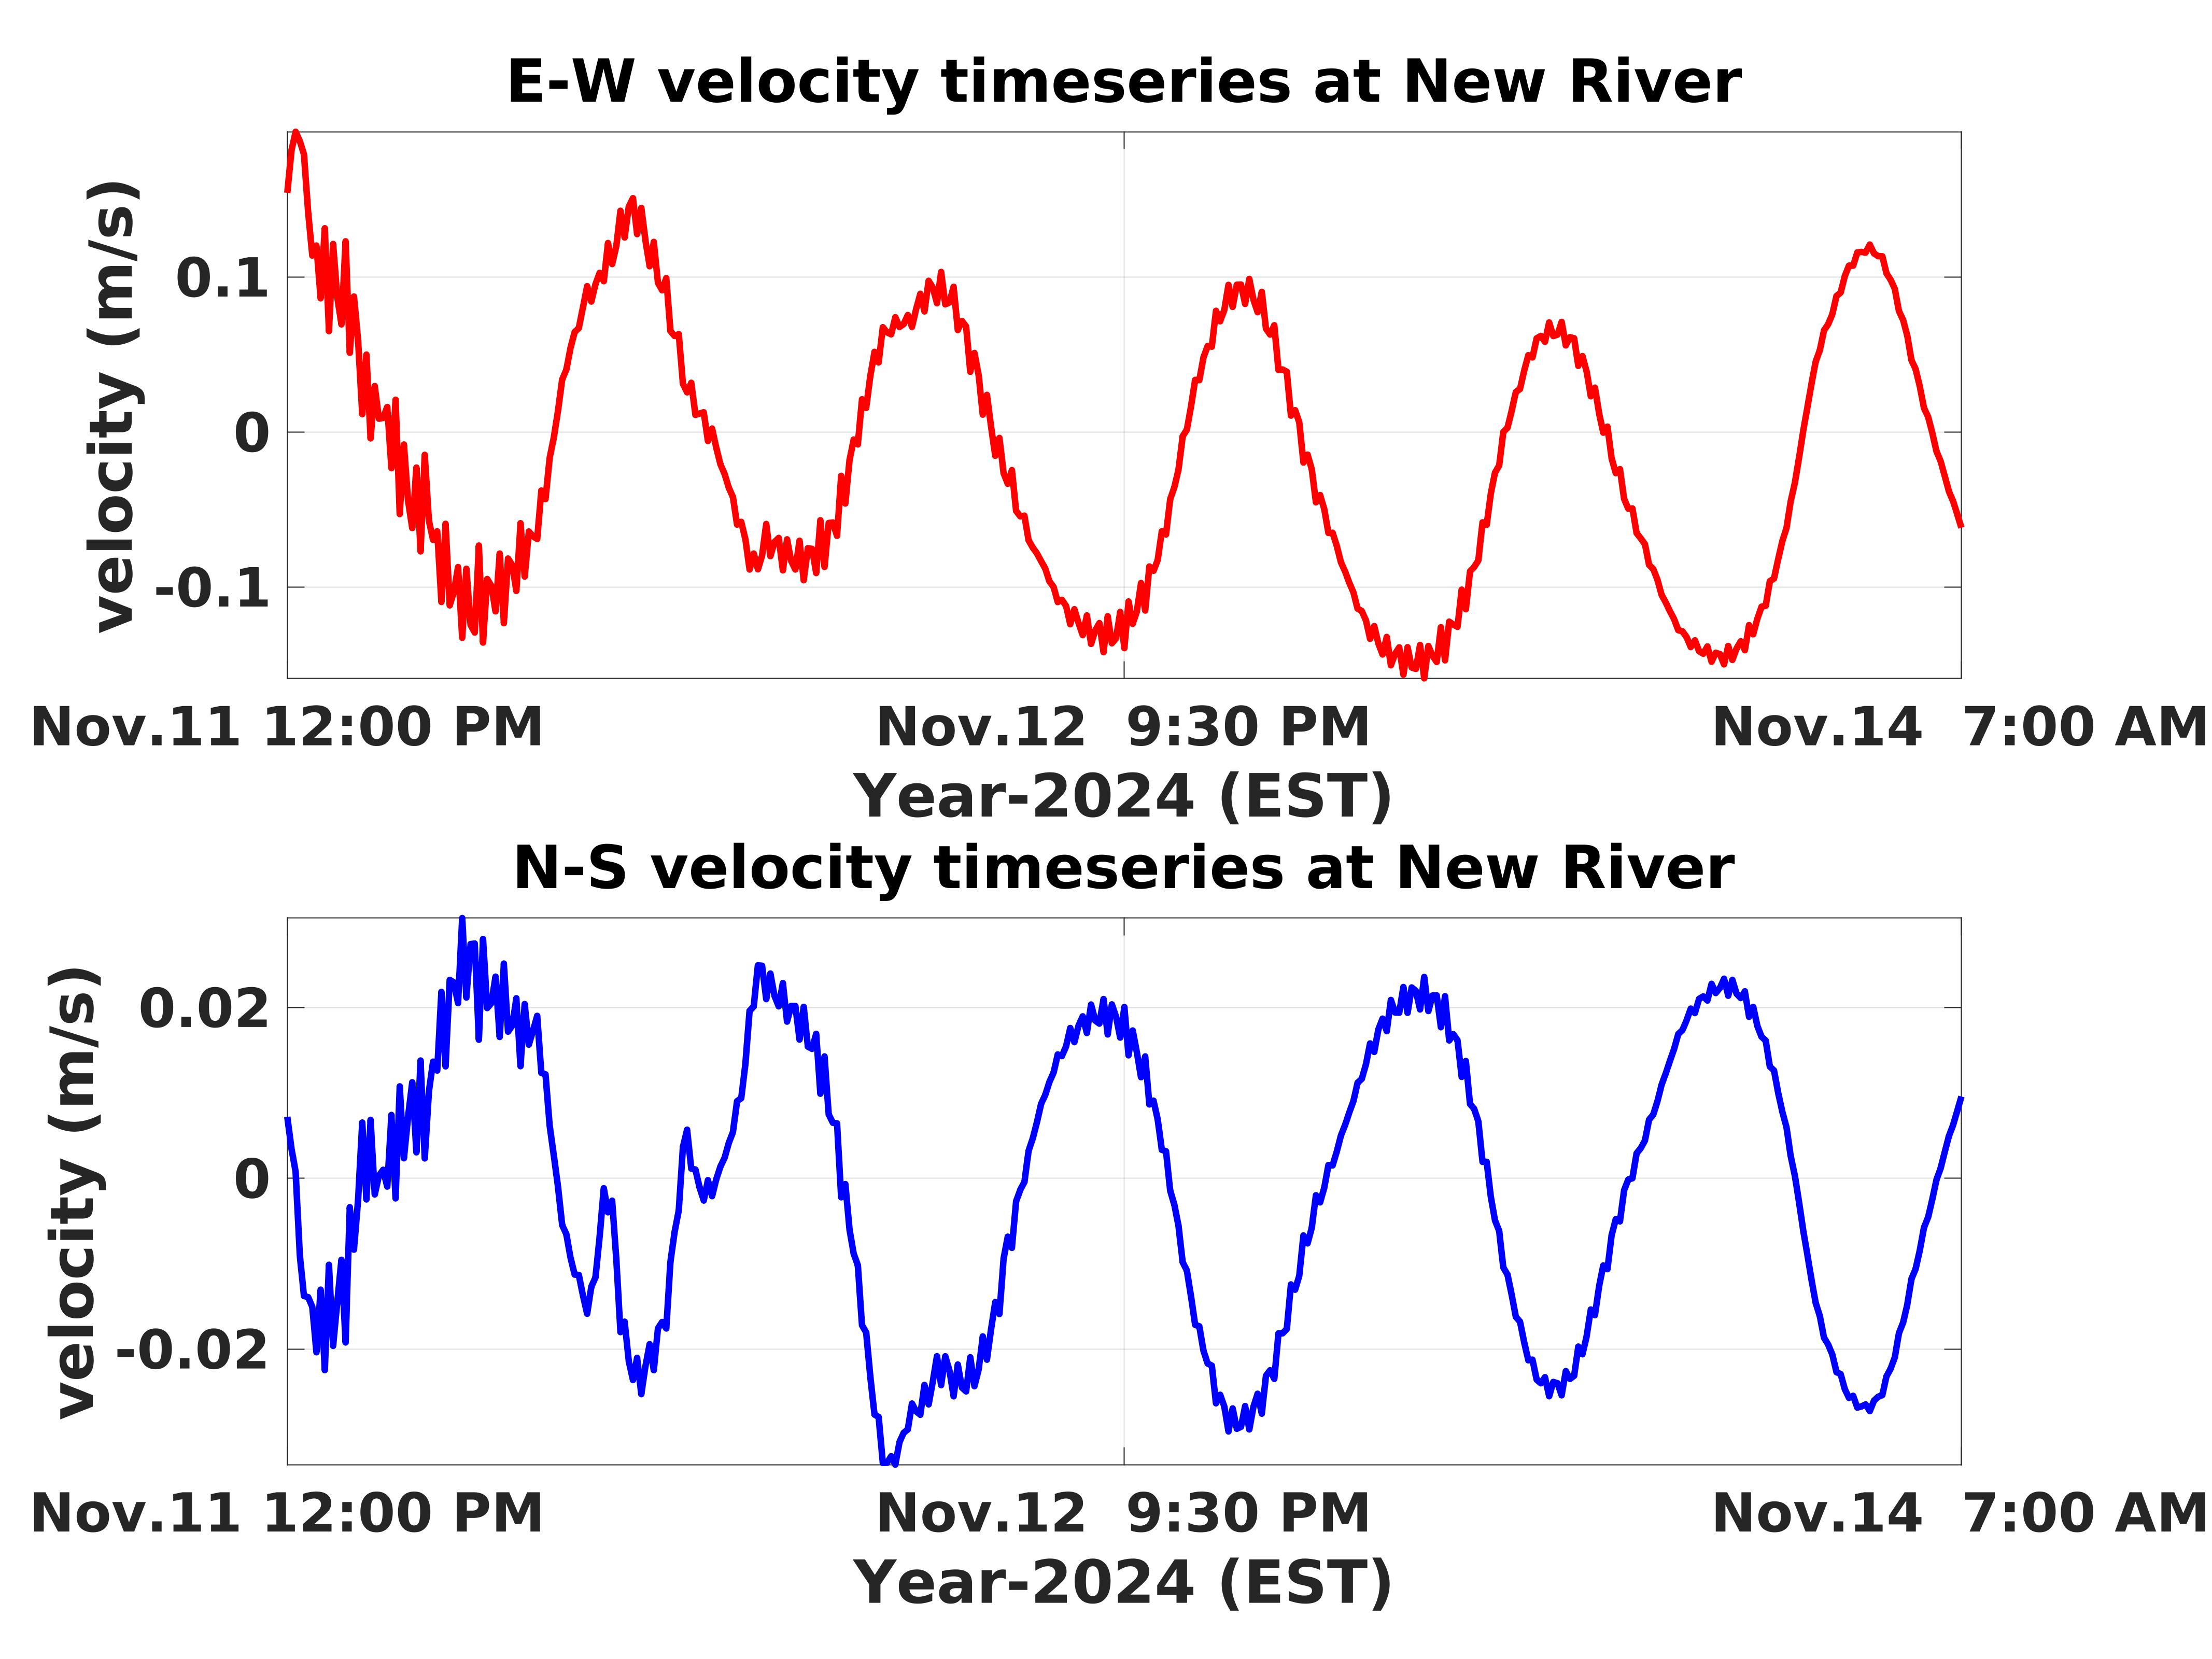 E-W velocity timeseries at New River
velocity (m/s)
0.1
0
-0.1
Nov.11 12:00 PM
Nov.12  9:30 PM
Nov.14  7:00 AM
Year-2024 (EST)
N-S velocity timeseries at New River
velocity (m/s)
0.02
0
-0.02
Nov.11 12:00 PM
Nov.12  9:30 PM
Nov.14  7:00 AM
Year-2024 (EST)